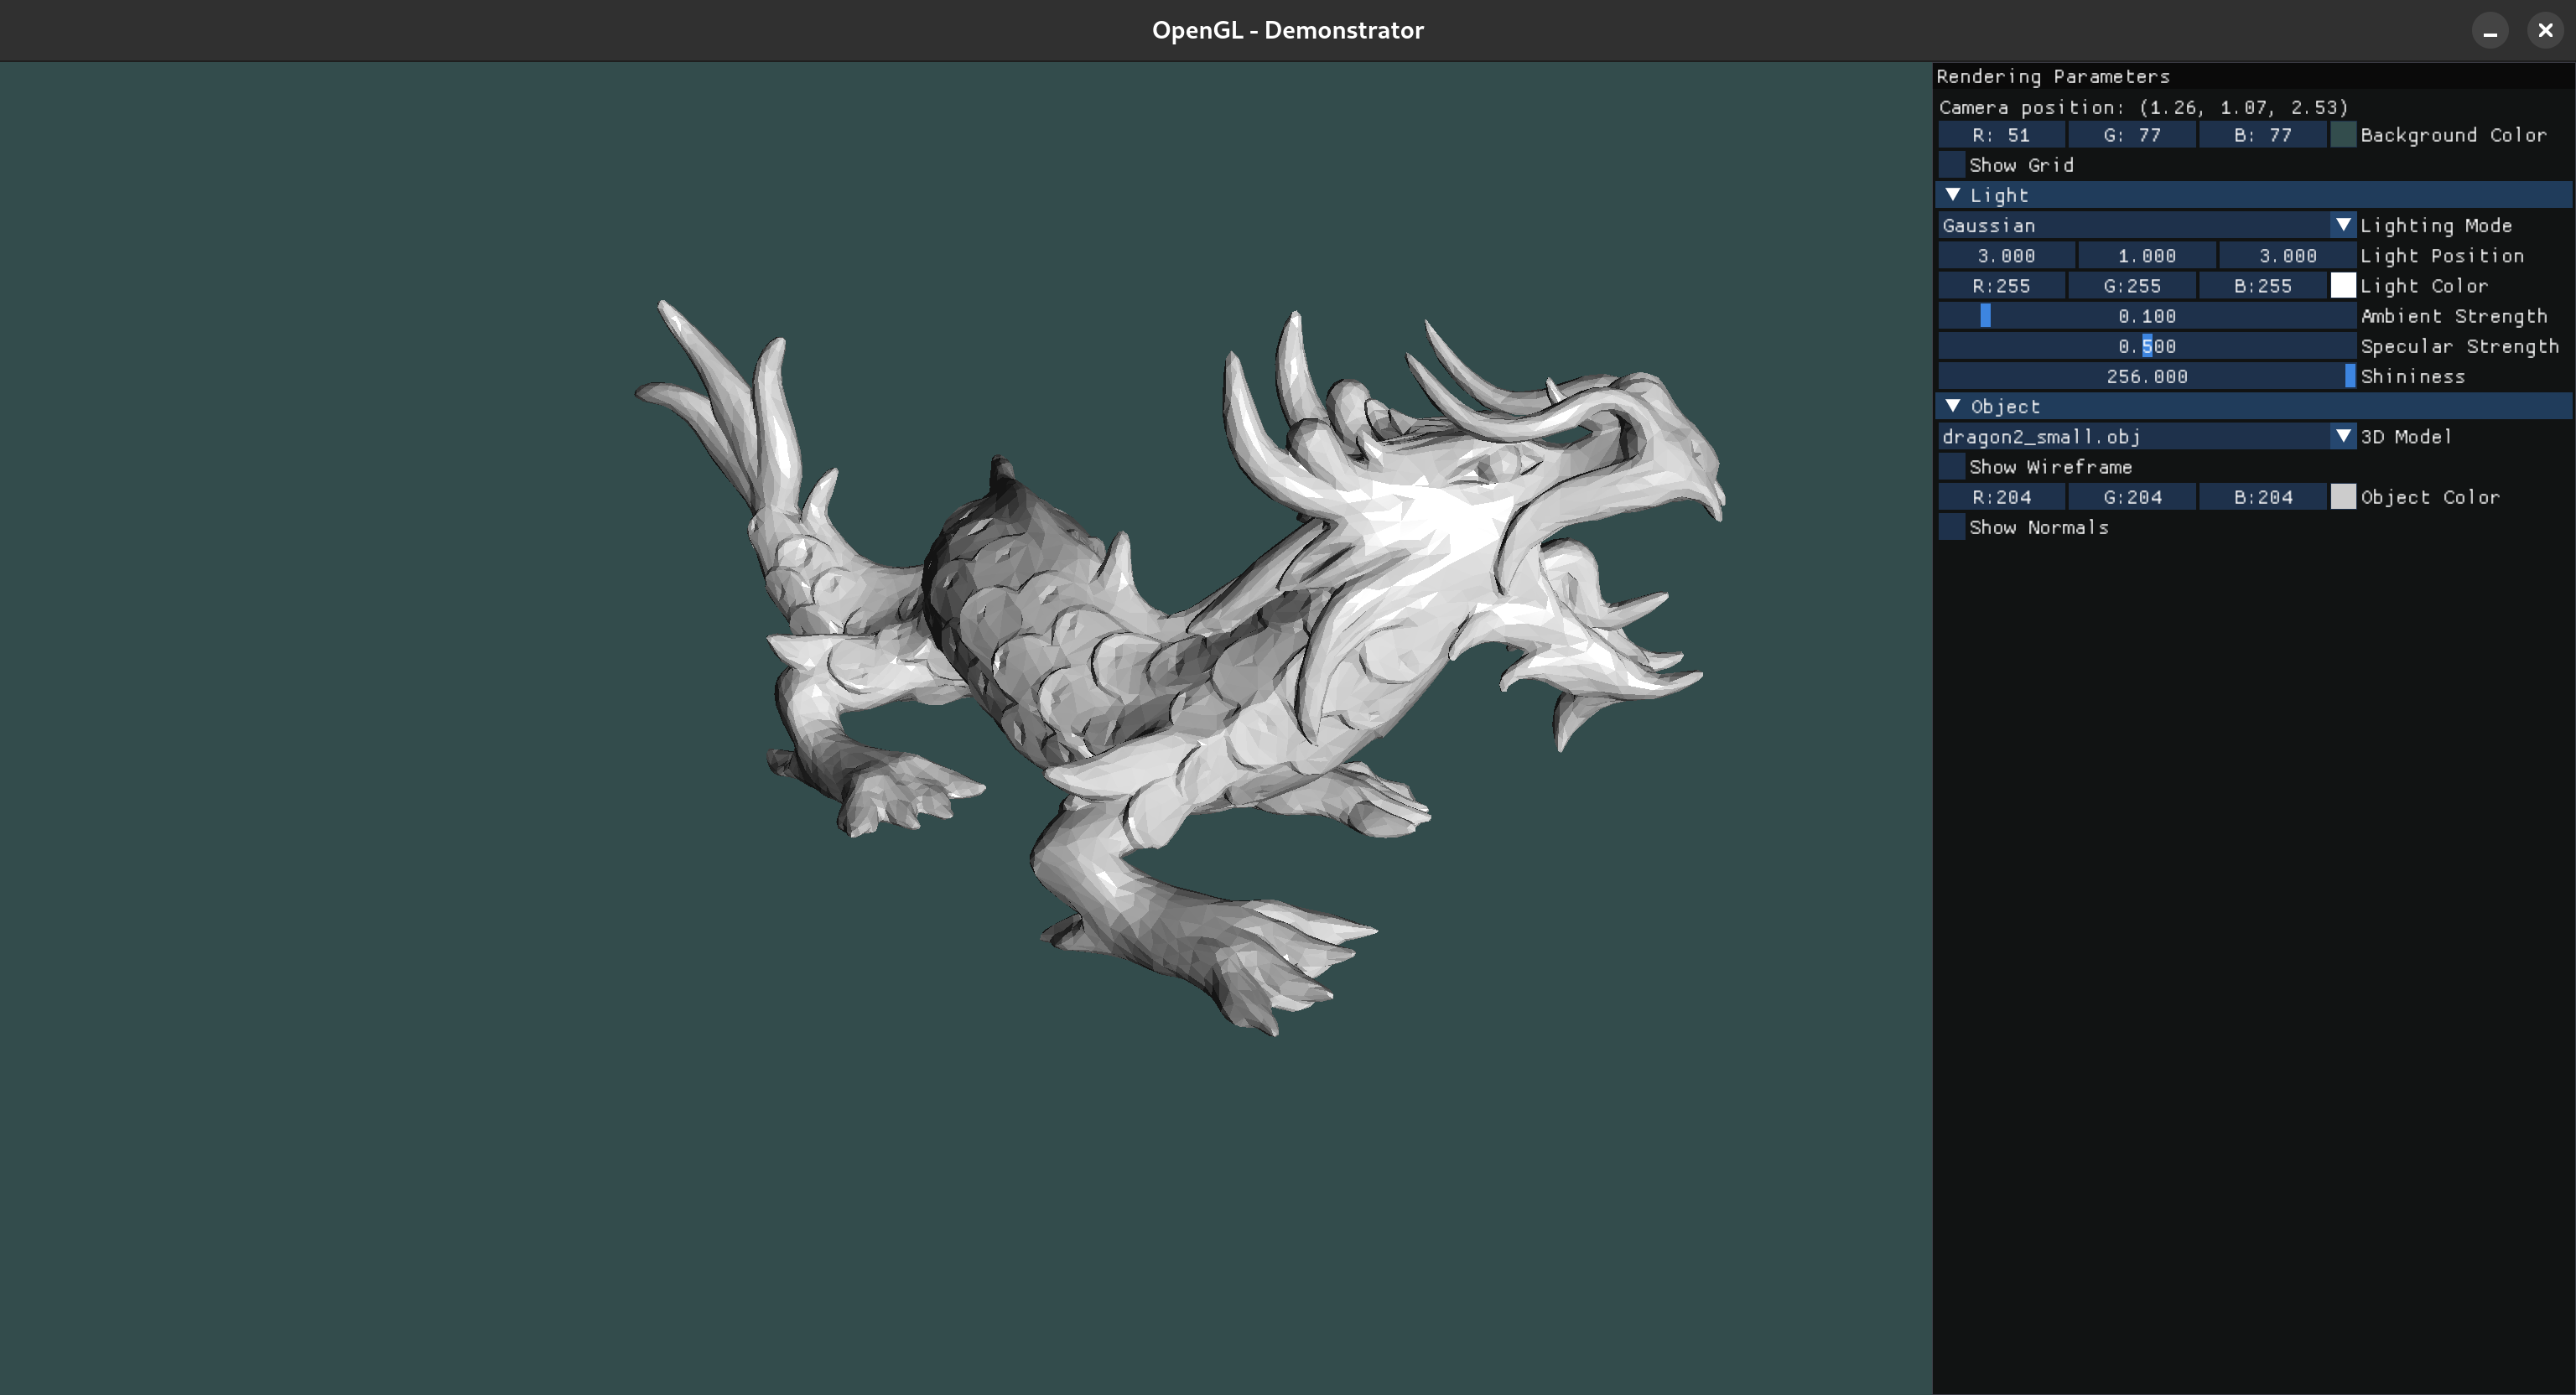 OpenGL - Demonstrator
Rendering Parameters
Camera position: (1.26, 1.07, 2.53)
R: 51 G: 77 B: 77 Background Color
Show Grid
Light
Gaussian Lighting Mode
3.000 1.000 3.000 Light Position
R:255 G:255 B:255 Light Color
0.100 Ambient Strength
0.500 Specular Strength
256.000 Shininess
Object
dragon2_small.obj 3D Model
Show Wireframe
R:204 G:204 B:204 Object Color
Show Normals